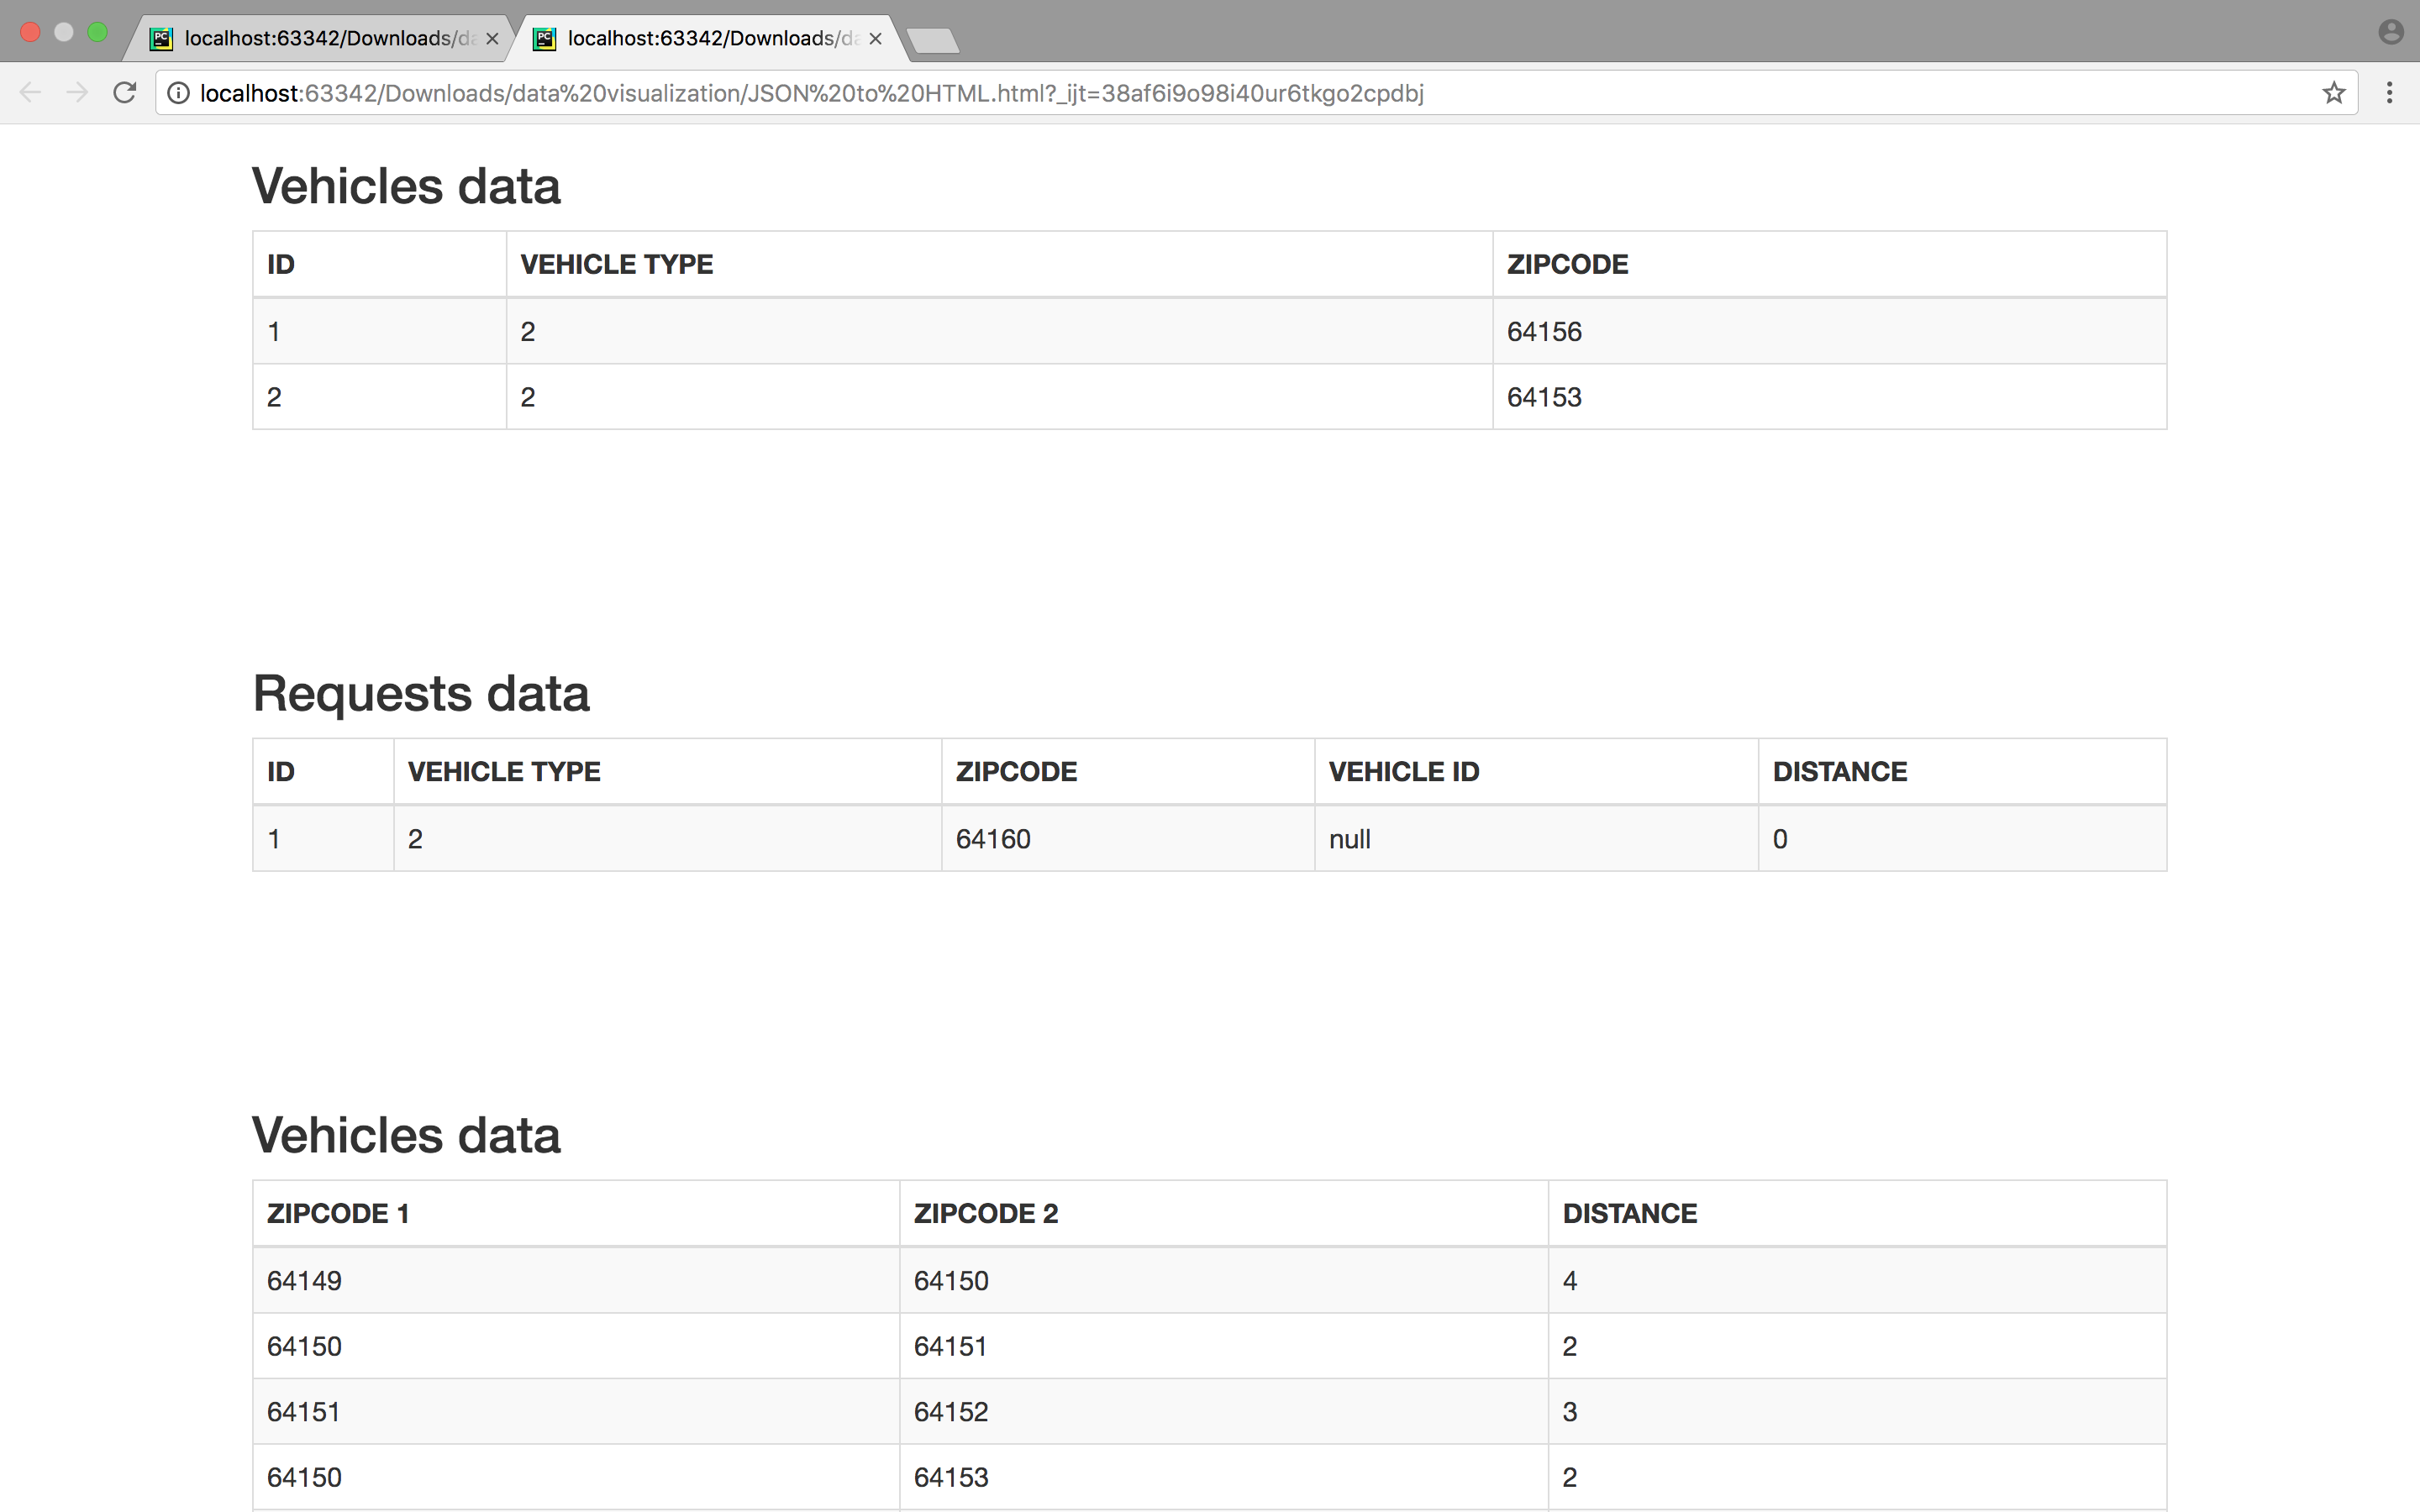 localhost:63342/Downloads/da localhost:63342/Downloads/da
localhost:63342/Downloads/data%20visualization/JSON%20to%20HTML.html?_ijt=38af6i9o98i40ur6tkgo2cpdbj
Vehicles data
ID VEHICLE TYPE ZIPCODE
1 2 64156
2 2 64153
Requests data
ID VEHICLE TYPE ZIPCODE VEHICLE ID DISTANCE
1 2 64160 null 0
Vehicles data
ZIPCODE 1 ZIPCODE 2 DISTANCE
64149 64150 4
64150 64151 2
64151 64152 3
64150 64153 2